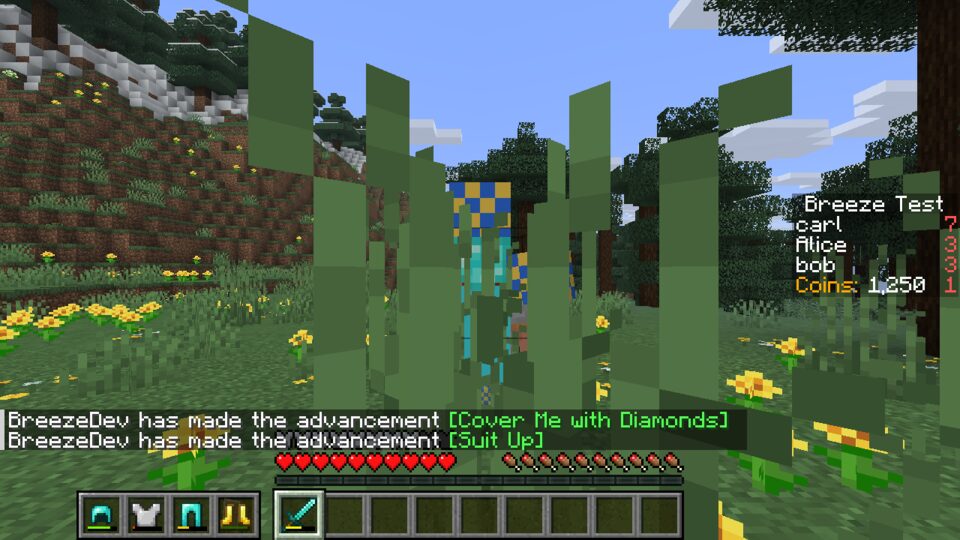 Breeze Test
carl 7
Alice 3
bob 3
Coins: 1,250 1
BreezeDev has made the advancement [Cover Me with Diamonds]
BreezeDev has made the advancement [Suit Up]